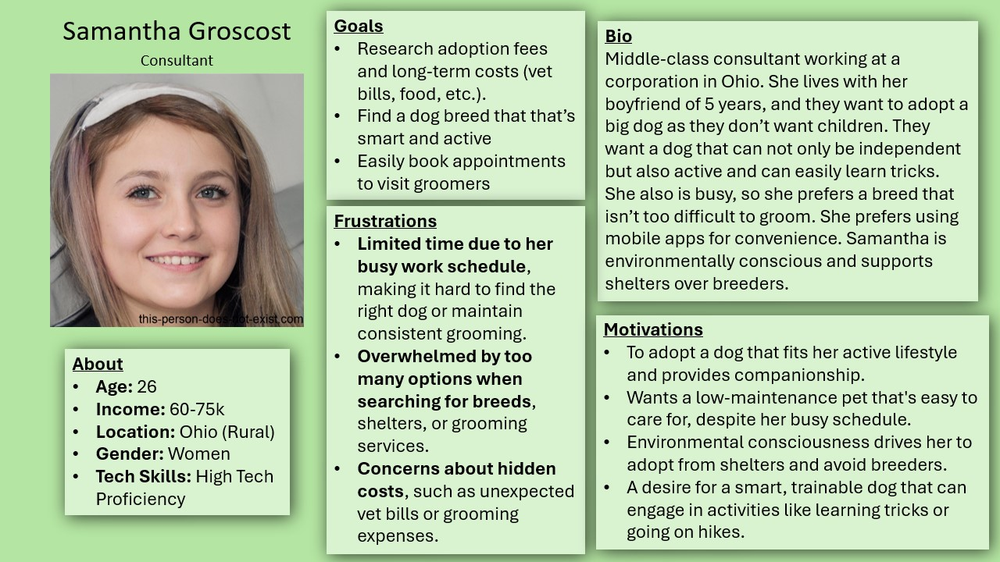 Samantha Groscost
Consultant
this-person-does-not-exist.com
About
• Age: 26
• Income: 60-75k
• Location: Ohio (Rural)
• Gender: Women
• Tech Skills: High Tech
Proficiency
Goals
• Research adoption fees
and long-term costs (vet
bills, food, etc.).
• Find a dog breed that that’s
smart and active
• Easily book appointments
to visit groomers
Frustrations
• Limited time due to her
busy work schedule,
making it hard to find the
right dog or maintain
consistent grooming.
• Overwhelmed by too
many options when
searching for breeds,
shelters, or grooming
services.
• Concerns about hidden
costs, such as unexpected
vet bills or grooming
expenses.
Bio
Middle-class consultant working at a
corporation in Ohio. She lives with her
boyfriend of 5 years, and they want to adopt a
big dog as they don’t want children. They
want a dog that can not only be independent
but also active and can easily learn tricks.
She also is busy, so she prefers a breed that
isn’t too difficult to groom. She prefers using
mobile apps for convenience. Samantha is
environmentally conscious and supports
shelters over breeders.
Motivations
• To adopt a dog that fits her active lifestyle
and provides companionship.
• Wants a low-maintenance pet that's easy to
care for, despite her busy schedule.
• Environmental consciousness drives her to
adopt from shelters and avoid breeders.
• A desire for a smart, trainable dog that can
engage in activities like learning tricks or
going on hikes.